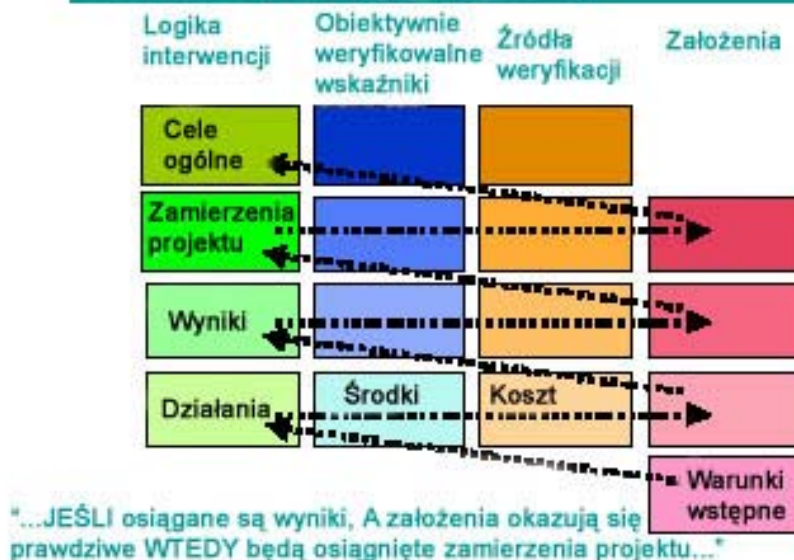 Logika
interwencji
Obiektywnie
weryfikowalne
wskaźniki
Źródła
weryfikacji
Założenia
Cele
ogólne
Zamierzenia
projektu
Wyniki
Działania
Środki
Koszt
Warunki
wstępne
"...JEŚLI osiągane są wyniki, A założenia okazują się
prawdziwe WTEDY będą osiągnięte zamierzenia projektu..."